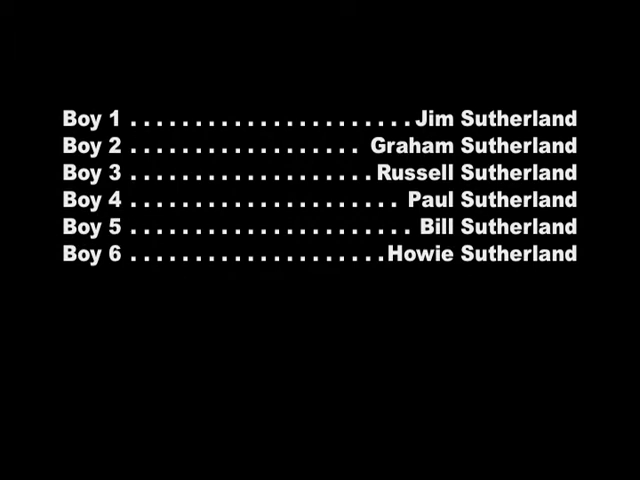 Boy 1 . . . . . . . . . . . . . . . . . . . . . . Jim Sutherland
Boy 2 . . . . . . . . . . . . . . . . . . Graham Sutherland
Boy 3 . . . . . . . . . . . . . . . . . . . Russell Sutherland
Boy 4 . . . . . . . . . . . . . . . . . . . . . Paul Sutherland
Boy 5 . . . . . . . . . . . . . . . . . . . . . . Bill Sutherland
Boy 6 . . . . . . . . . . . . . . . . . . . . Howie Sutherland